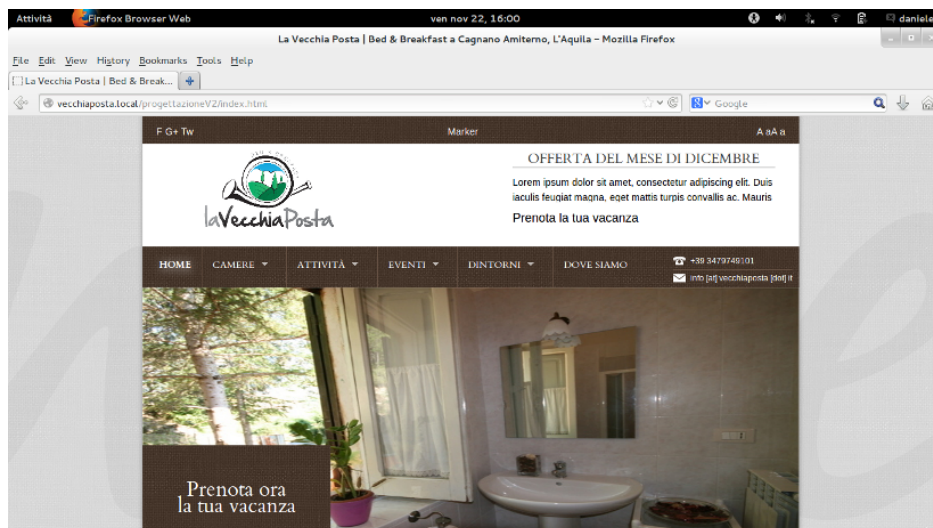 Attività Firefox Browser Web ven nov 22, 16:00 daniele
La Vecchia Posta | Bed & Breakfast a Cagnano Amiterno, L'Aquila – Mozilla Firefox
File Edit View History Bookmarks Tools Help
La Vecchia Posta | Bed & Break...
vecchiaposta.local/progettazioneV2/index.html Google
F G+ Tw Marker A aA a
OFFERTA DEL MESE DI DICEMBRE
Lorem ipsum dolor sit amet, consectetur adipiscing elit. Duis
iaculis feugiat magna, eget mattis turpis convallis ac. Mauris
Prenota la tua vacanza
la Vecchia Posta
HOME CAMERE ATTIVITÀ EVENTI DINTORNI DOVE SIAMO
+39 3479749101
info [at] vecchiaposta [dot] it
Prenota ora
la tua vacanza